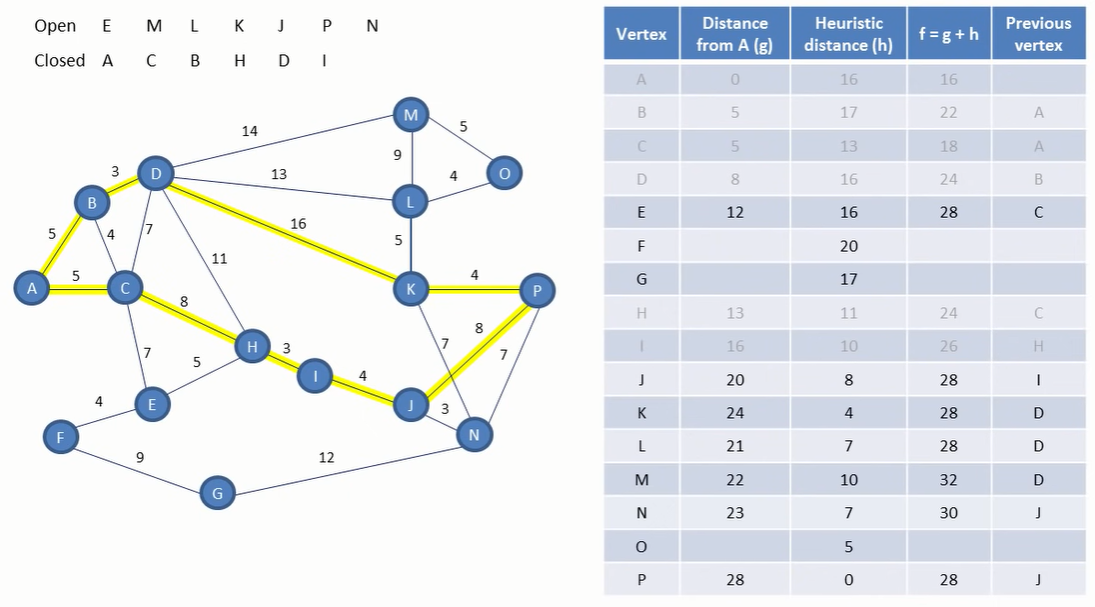 Open E M L K J P N
Closed A C B H D I
Vertex Distance from A (g) Heuristic distance (h) f = g + h Previous vertex
A 0 16 16
B 5 17 22 A
C 5 13 18 A
D 8 16 24 B
E 12 16 28 C
F 20
G 17
H 13 11 24 C
I 16 10 26 H
J 20 8 28 I
K 24 4 28 D
L 21 7 28 D
M 22 10 32 D
N 23 7 30 J
O 5
P 28 0 28 J
M
14
5
9
3
D
13
4
O
B
L
5
4
7
16
11
5
5
4
A
C
K
P
8
7
8
7
H
3
7
5
I
4
4
E
J
3
F
N
9
12
G